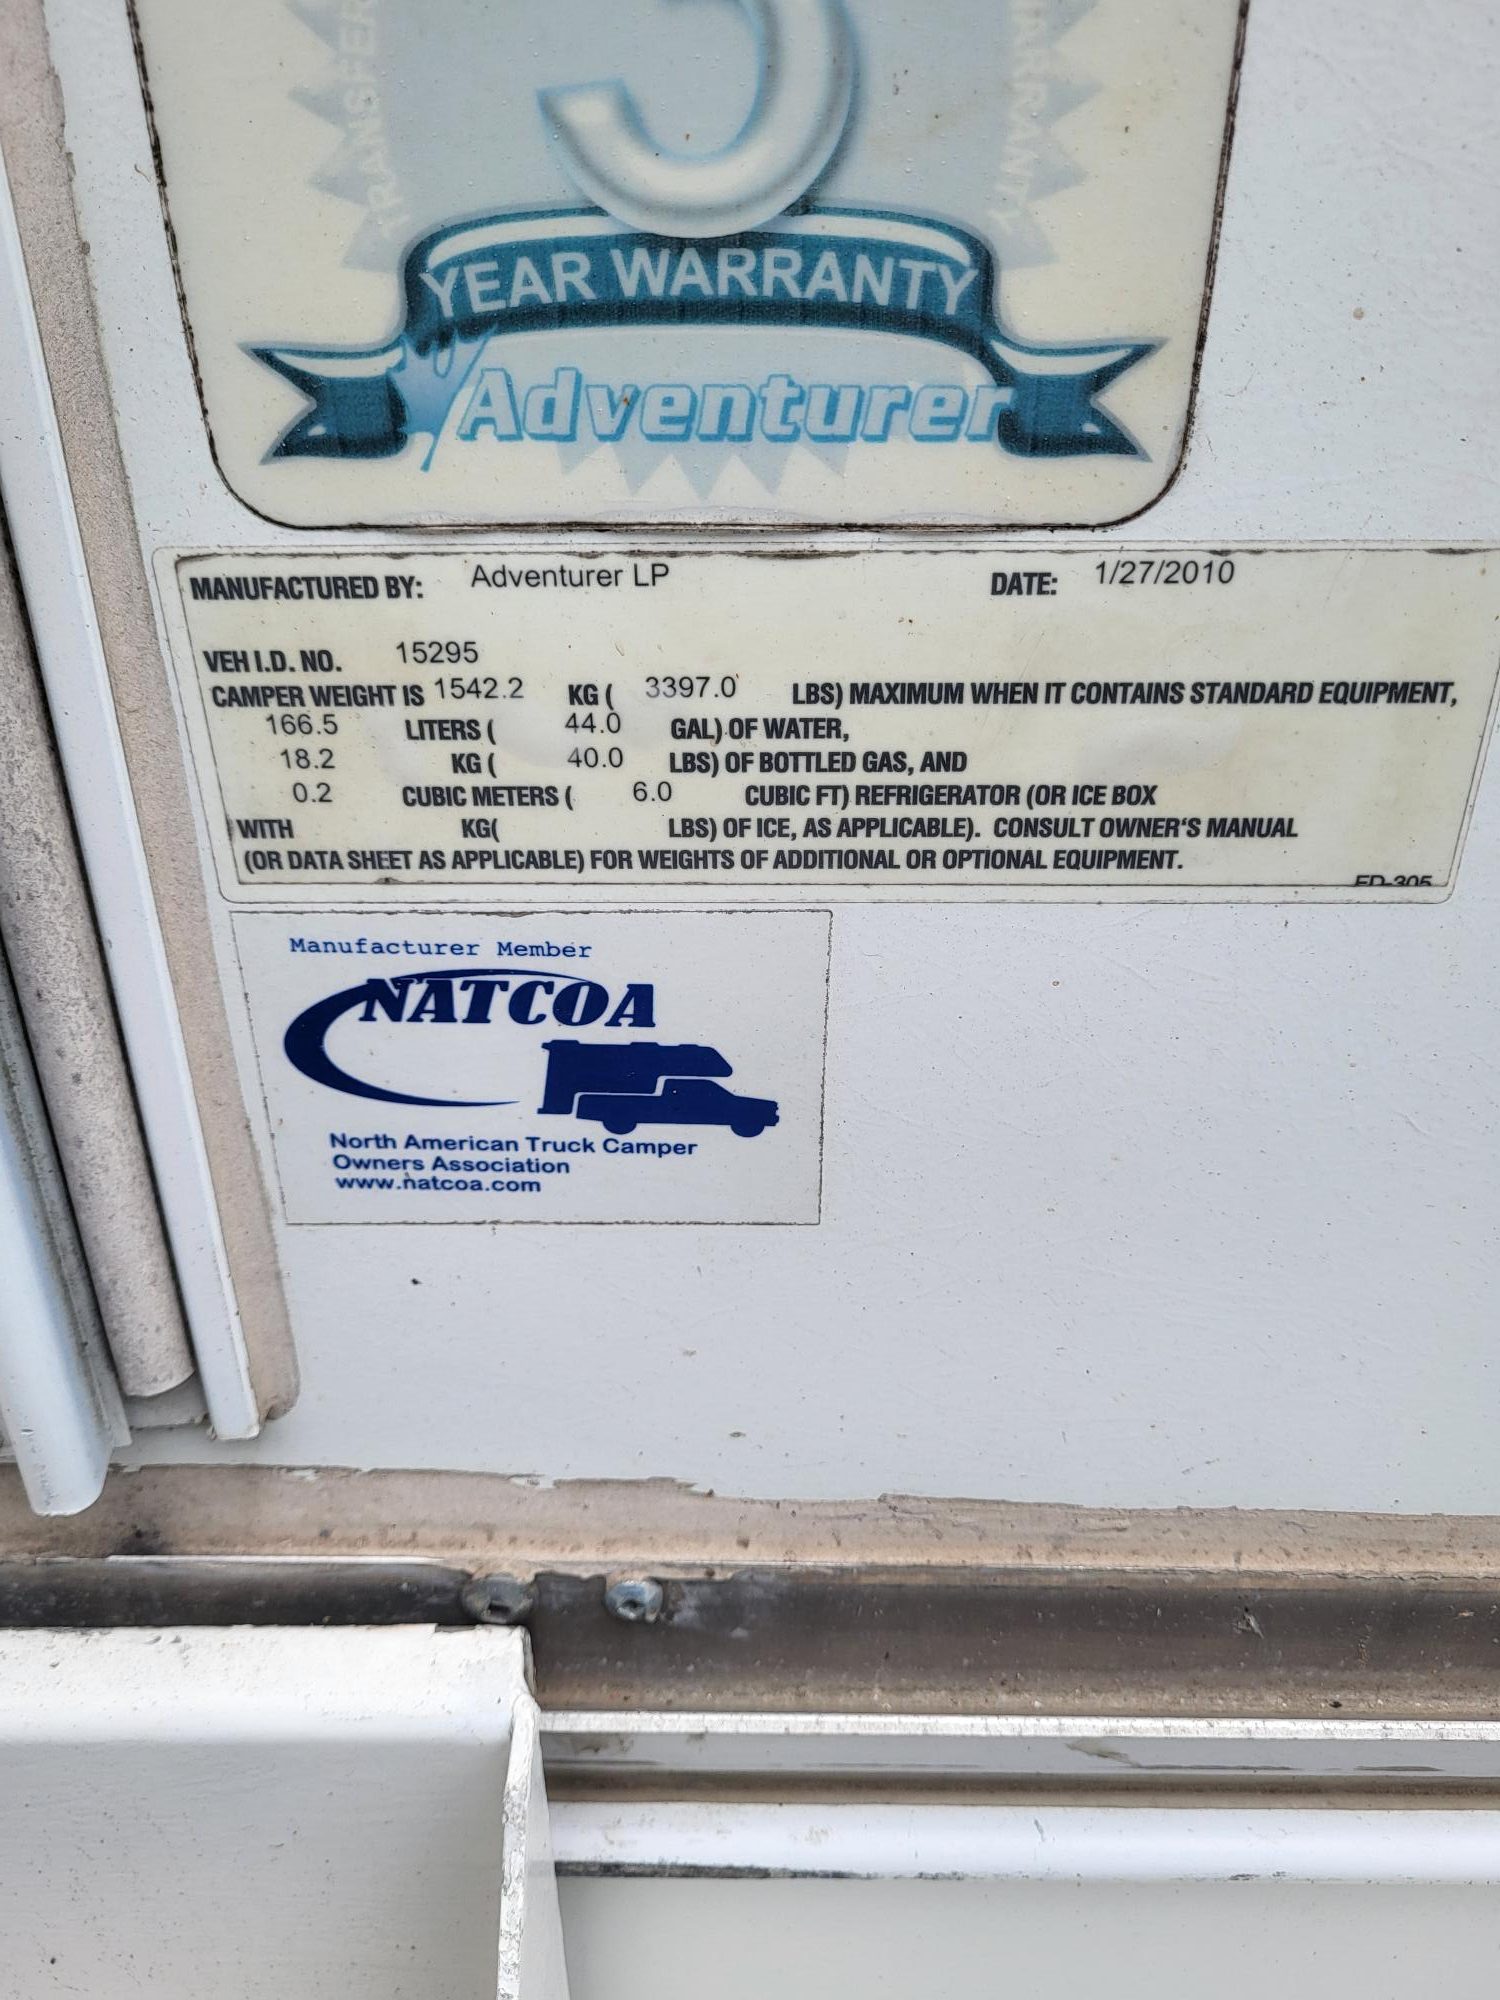 TRANSFER
WARRANTY
YEAR WARRANTY
Adventurer
MANUFACTURED BY: Adventurer LP DATE: 1/27/2010
VEH I.D. NO. 15295
CAMPER WEIGHT IS 1542.2 KG ( 3397.0 LBS) MAXIMUM WHEN IT CONTAINS STANDARD EQUIPMENT,
166.5 LITERS ( 44.0 GAL) OF WATER,
18.2 KG ( 40.0 LBS) OF BOTTLED GAS, AND
0.2 CUBIC METERS ( 6.0 CUBIC FT) REFRIGERATOR (OR ICE BOX
WITH KG( LBS) OF ICE, AS APPLICABLE). CONSULT OWNER'S MANUAL
(OR DATA SHEET AS APPLICABLE) FOR WEIGHTS OF ADDITIONAL OR OPTIONAL EQUIPMENT.
ED-305
Manufacturer Member
NATCOA
North American Truck Camper
Owners Association
www.natcoa.com